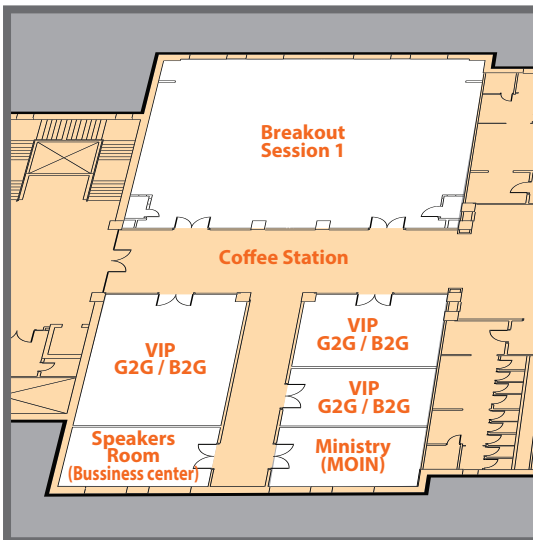 Breakout
Session 1
Coffee Station
VIP
G2G / B2G
VIP
G2G / B2G
VIP
G2G / B2G
Speakers
Room
(Bussiness center)
Ministry
(MOIN)